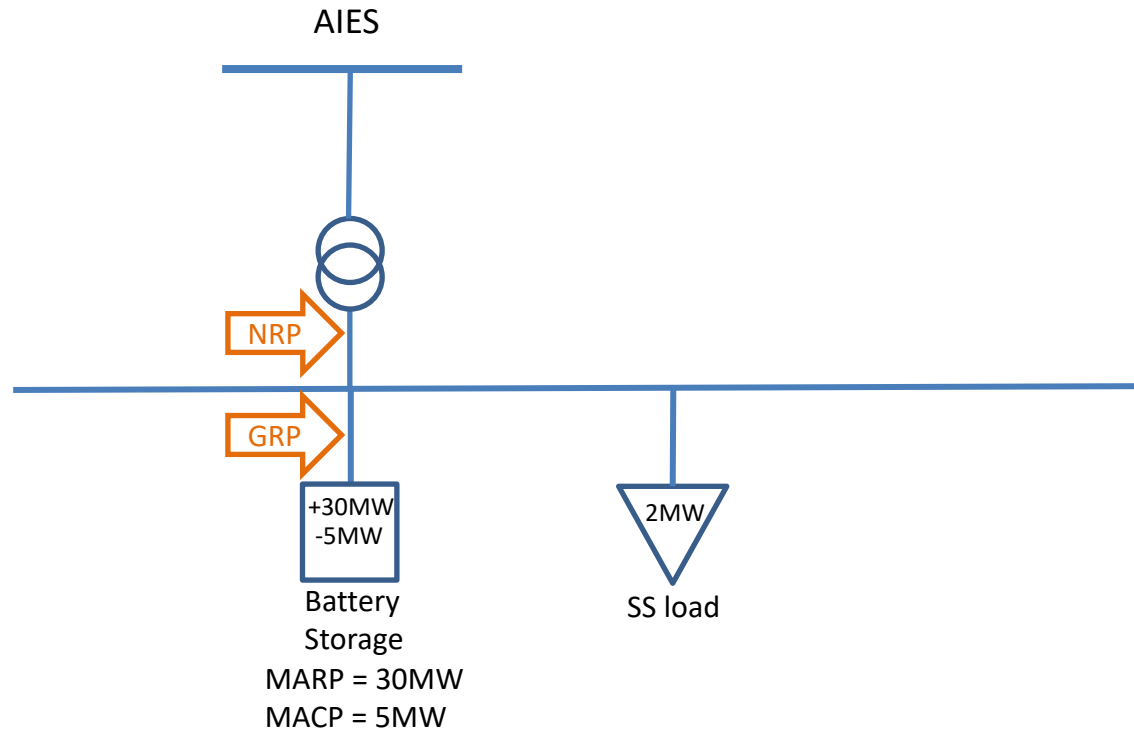 AIES
NRP
GRP
+30MW
-5MW
2MW
Battery
Storage
SS load
MARP = 30MW
MACP = 5MW